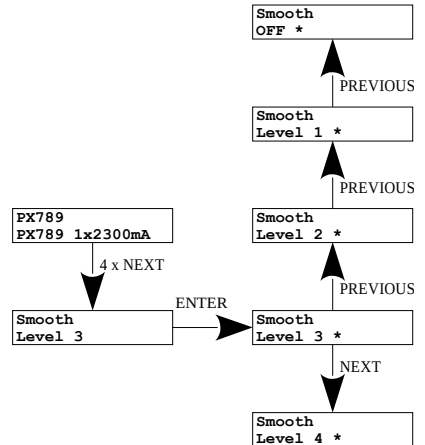 Smooth
OFF *
PREVIOUS
Smooth
Level 1 *
PREVIOUS
Smooth
Level 2 *
PX789
PX789 1x2300mA
4 x NEXT
PREVIOUS
ENTER
Smooth
Level 3
Smooth
Level 3 *
NEXT
Smooth
Level 4 *